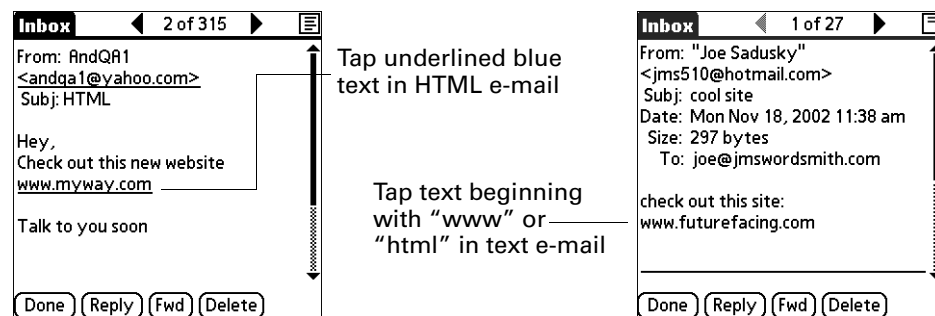 Inbox 2 of 315
From: AndQA1
<andqa1@yahoo.com>
Subj: HTML
Hey,
Check out this new website
www.myway.com
Talk to you soon
Done Reply Fwd Delete
Tap underlined blue
text in HTML e-mail
Tap text beginning
with “www” or
“html” in text e-mail
Inbox 1 of 27
From: "Joe Sadusky"
<jms510@hotmail.com>
Subj: cool site
Date: Mon Nov 18, 2002 11:38 am
Size: 297 bytes
To: joe@jmswordsmith.com
check out this site:
www.futurefacing.com
Done Reply Fwd Delete